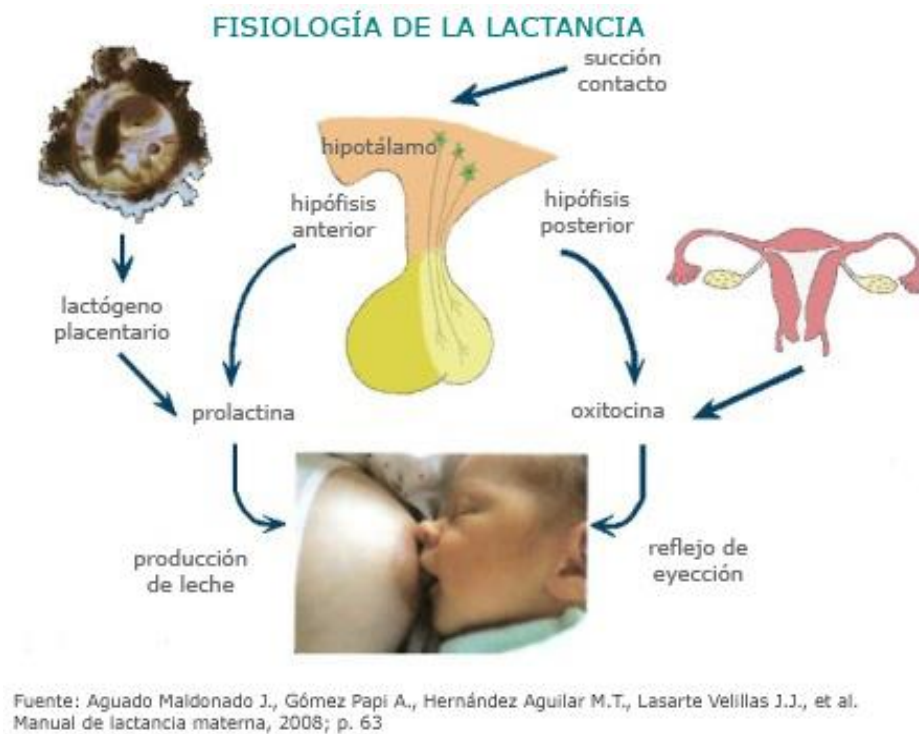 FISIOLOGÍA DE LA LACTANCIA
succión
contacto
hipotálamo
hipófisis
anterior
hipófisis
posterior
lactógeno
placentario
prolactina
oxitocina
producción
de leche
reflejo de
eyección
Fuente: Aguado Maldonado J., Gómez Papi A., Hernández Aguilar M.T., Lasarte Velillas J.J., et al.
Manual de lactancia materna, 2008; p. 63